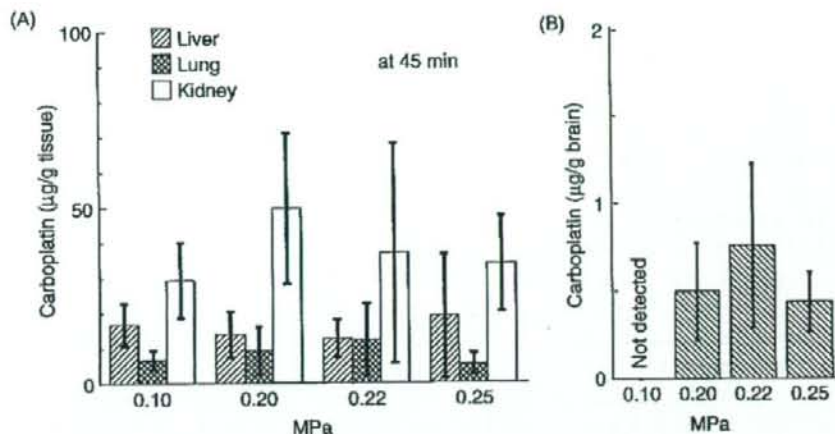 (A)
Carboplatin (µg/g tissue)
100
50
0
Liver
Lung
Kidney
at 45 min
0.10 0.20 0.22 0.25
MPa
(B)
Carboplatin (µg/g brain)
2
1
0
Not detected
0.10 0.20 0.22 0.25
MPa